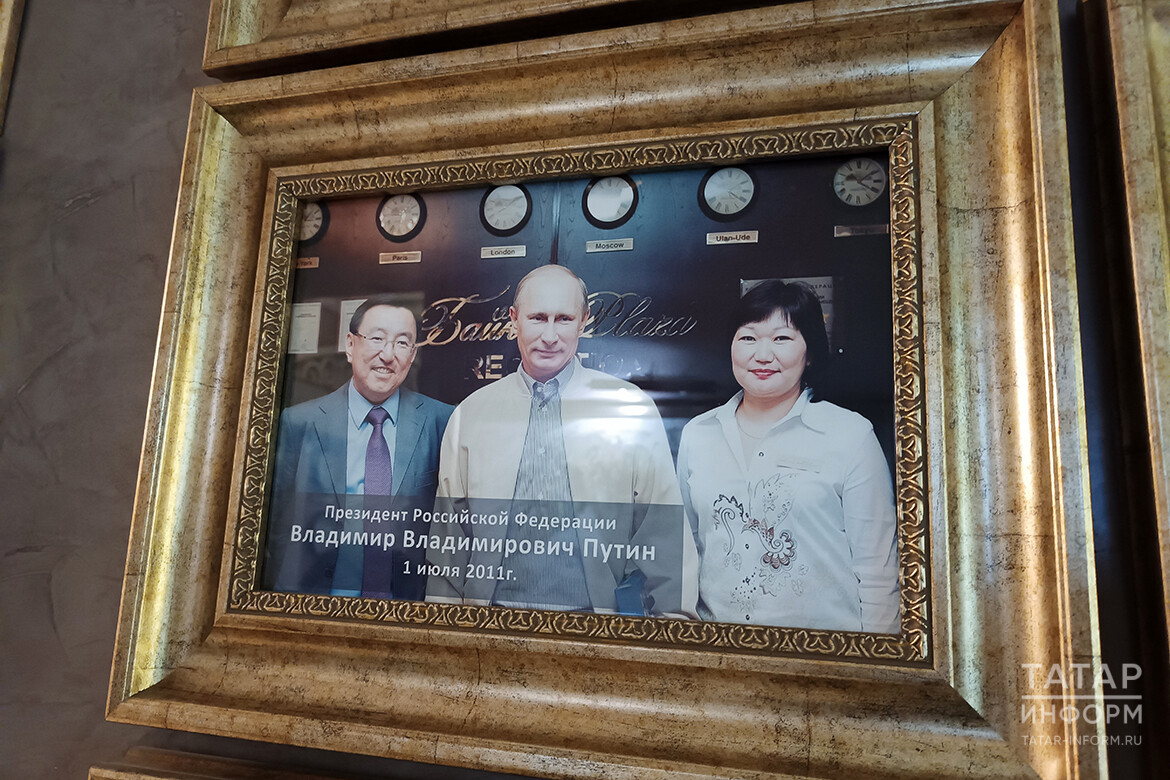 Paris
London
Moscow
Ulan-Ude
Plaza
Президент Российской Федерации
Владимир Владимирович Путин
1 июля 2011г.
ТАТАР
ИНФОРМ
TATAR-INFORM.RU